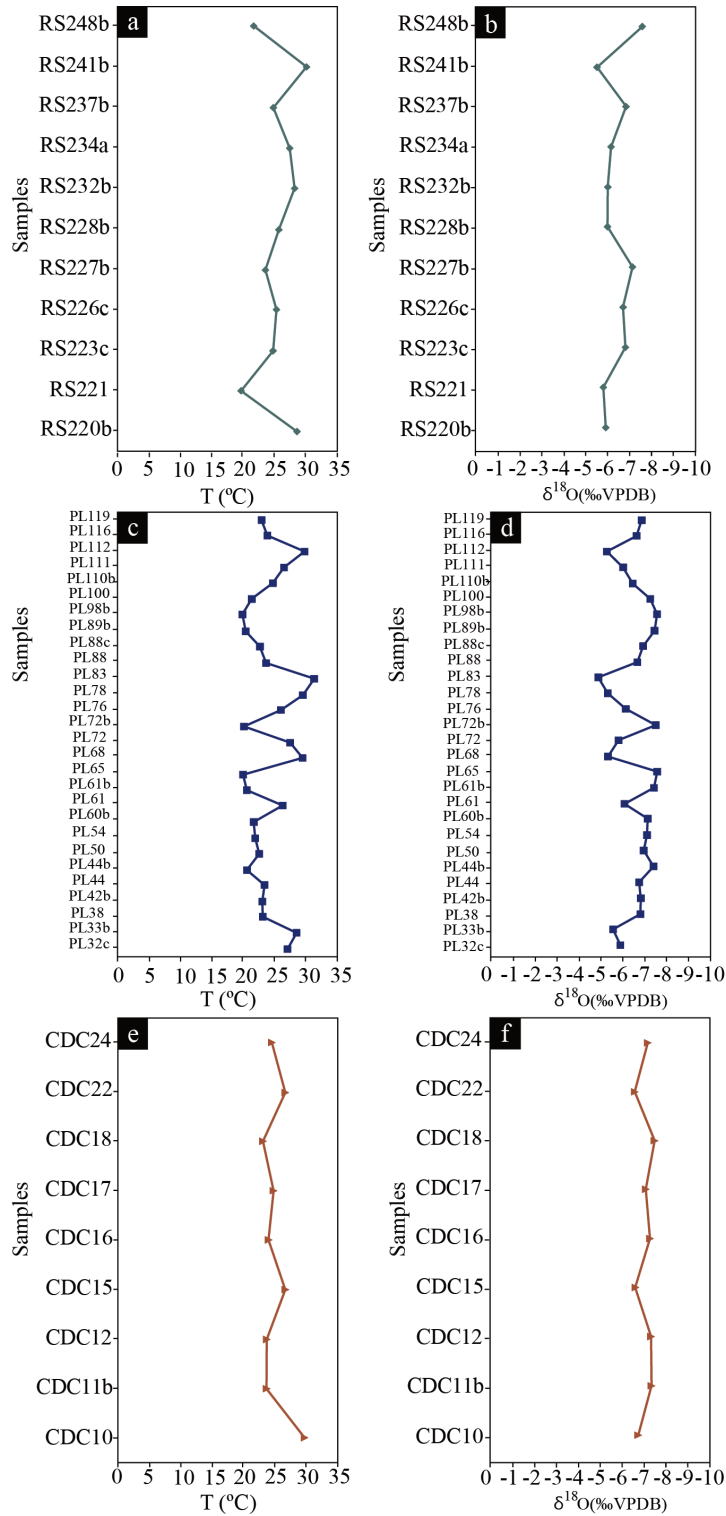 a
RS248b
RS241b
RS237b
RS234a
RS232b
RS228b
RS227b
RS226c
RS223c
RS221
RS220b
Samples
0 5 10 15 20 25 30 35
T (ºC)
b
RS248b
RS241b
RS237b
RS234a
RS232b
RS228b
RS227b
RS226c
RS223c
RS221
RS220b
Samples
0 -1 -2 -3 -4 -5 -6 -7 -8 -9 -10
δ¹⁸O(‰VPDB)
c
PL119
PL116
PL112
PL111
PL110b
PL100
PL98b
PL89b
PL88c
PL88
PL83
PL78
PL76
PL72b
PL72
PL68
PL65
PL61b
PL61
PL60b
PL54
PL50
PL44b
PL44
PL42b
PL38
PL33b
PL32c
Samples
0 5 10 15 20 25 30 35
T (ºC)
d
PL119
PL116
PL112
PL111
PL110b
PL100
PL98b
PL89b
PL88c
PL88
PL83
PL78
PL76
PL72b
PL72
PL68
PL65
PL61b
PL61
PL60b
PL54
PL50
PL44b
PL44
PL42b
PL38
PL33b
PL32c
Samples
0 -1 -2 -3 -4 -5 -6 -7 -8 -9 -10
δ¹⁸O(‰VPDB)
e
CDC24
CDC22
CDC18
CDC17
CDC16
CDC15
CDC12
CDC11b
CDC10
Samples
0 5 10 15 20 25 30 35
T (ºC)
f
CDC24
CDC22
CDC18
CDC17
CDC16
CDC15
CDC12
CDC11b
CDC10
Samples
0 -1 -2 -3 -4 -5 -6 -7 -8 -9 -10
δ¹⁸O(‰VPDB)